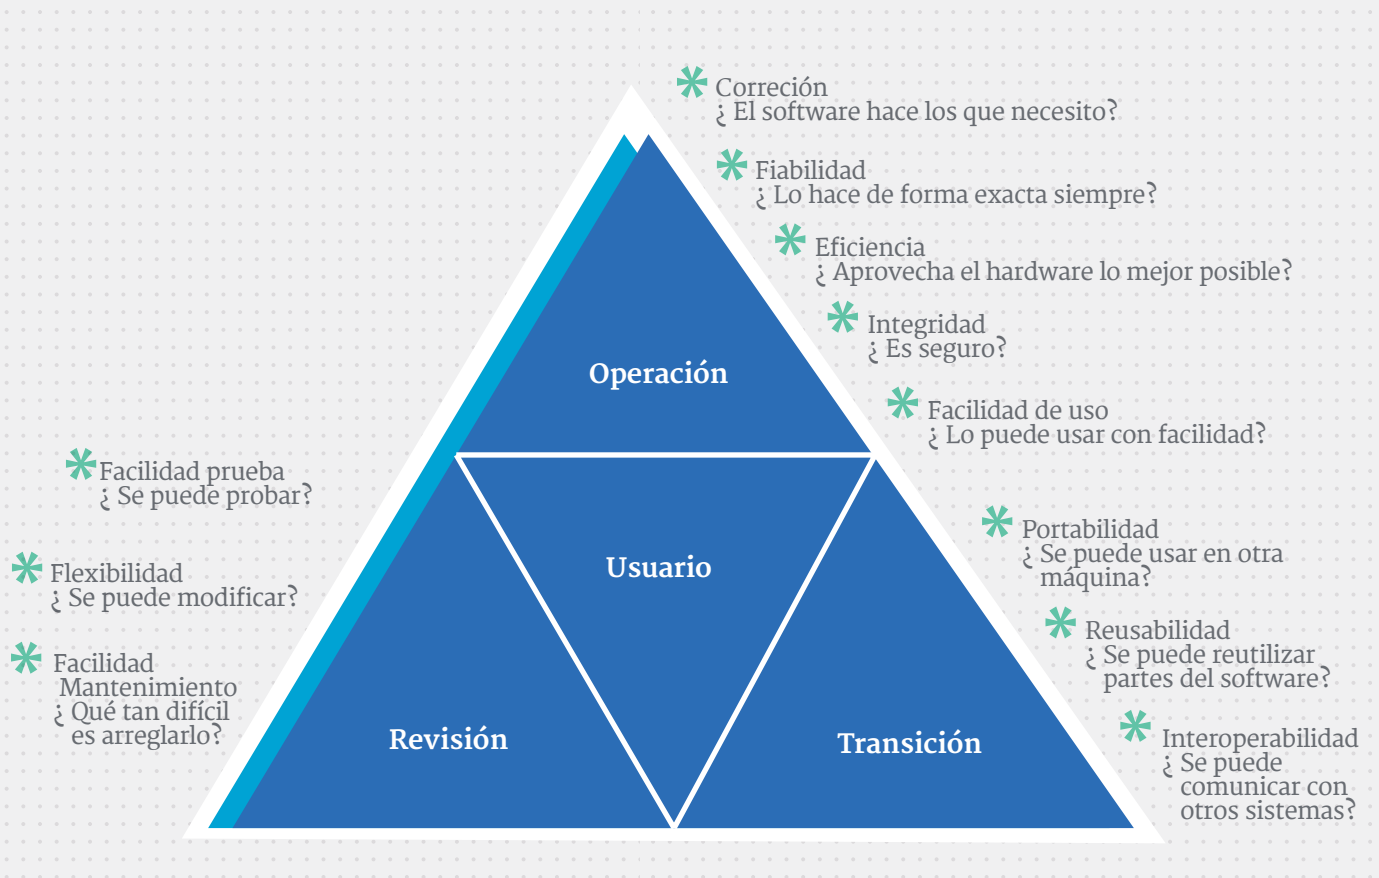 Correción
¿ El software hace los que necesito?
Fiabilidad
¿ Lo hace de forma exacta siempre?
Eficiencia
¿ Aprovecha el hardware lo mejor posible?
Integridad
¿ Es seguro?
Operación
Facilidad de uso
¿ Lo puede usar con facilidad?
Facilidad prueba
¿ Se puede probar?
Portabilidad
¿ Se puede usar en otra
máquina?
Usuario
Flexibilidad
¿ Se puede modificar?
Reusabilidad
¿ Se puede reutilizar
partes del software?
Facilidad
Mantenimiento
¿ Qué tan difícil
es arreglarlo?
Revisión
Transición
Interoperabilidad
¿ Se puede
comunicar con
otros sistemas?